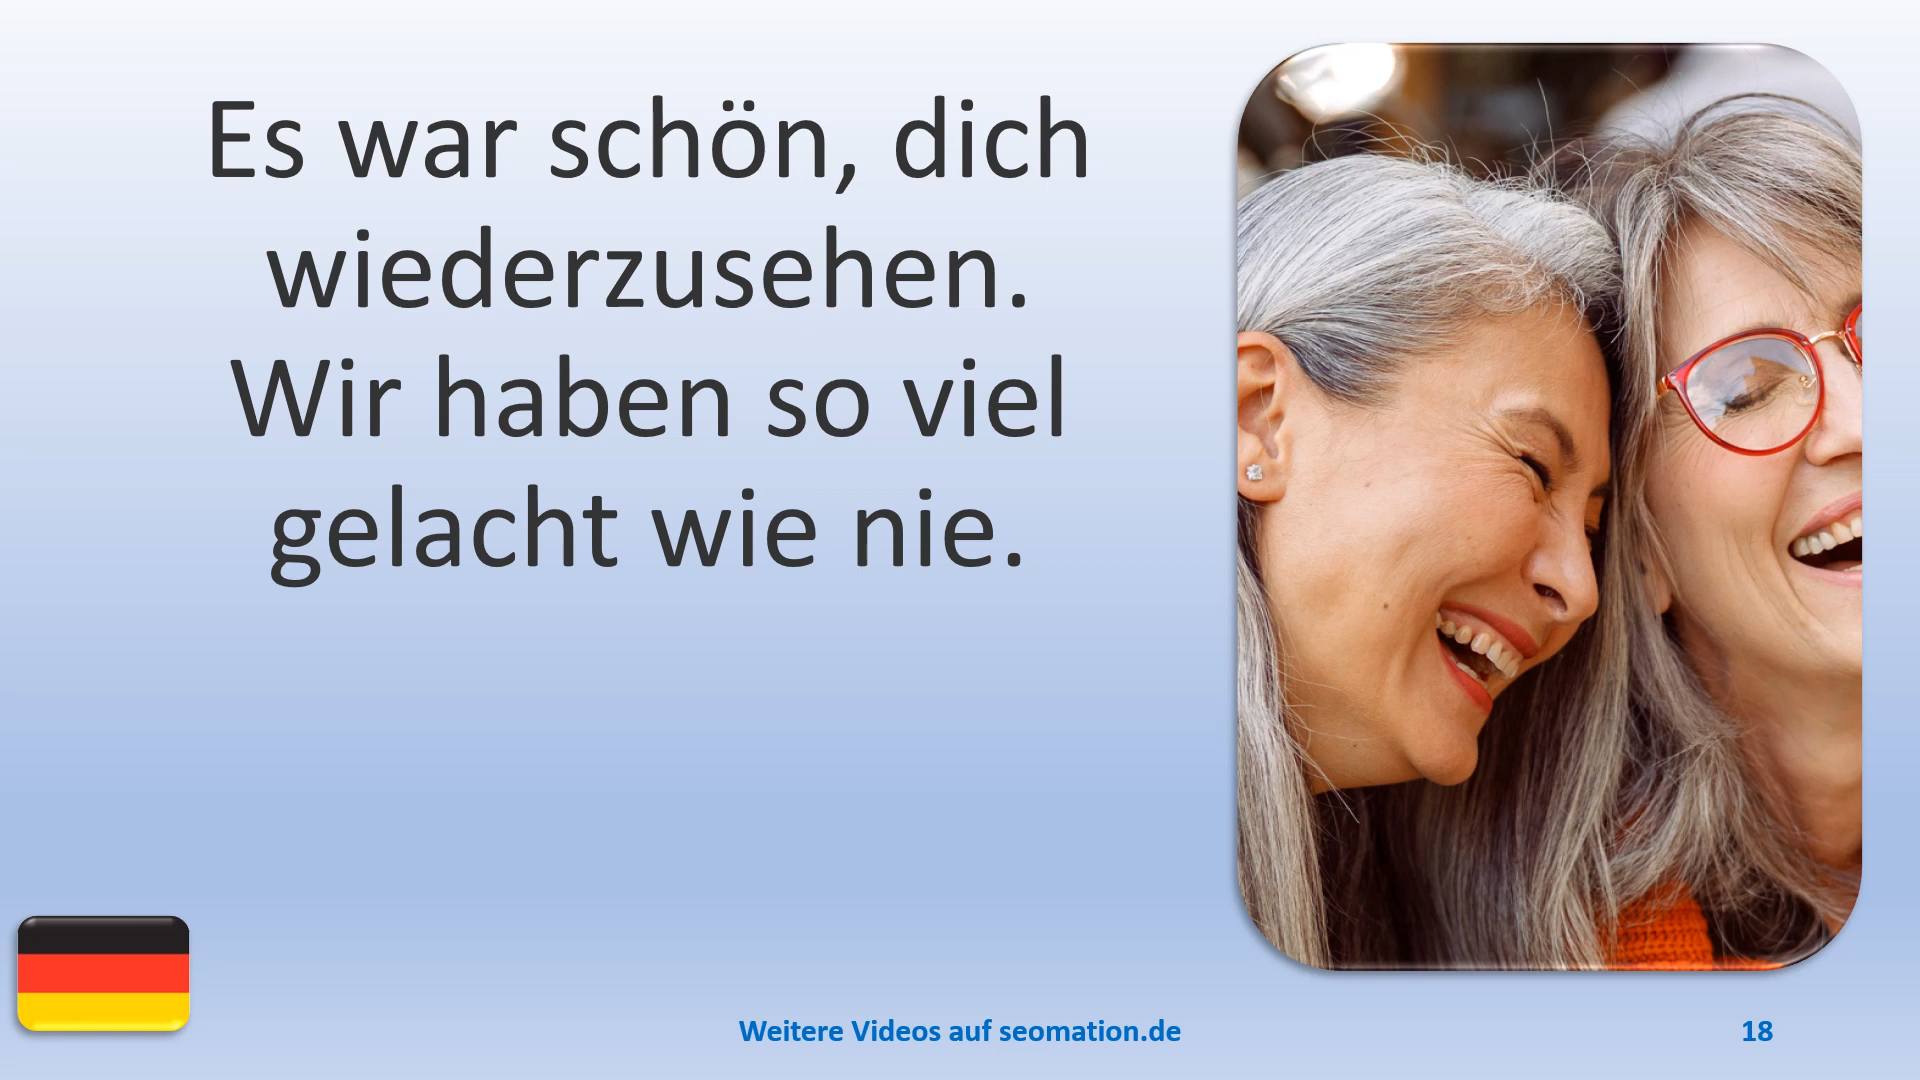 Es war schön, dich
wiederzusehen.
Wir haben so viel
gelacht wie nie.
Weitere Videos auf seomation.de
18